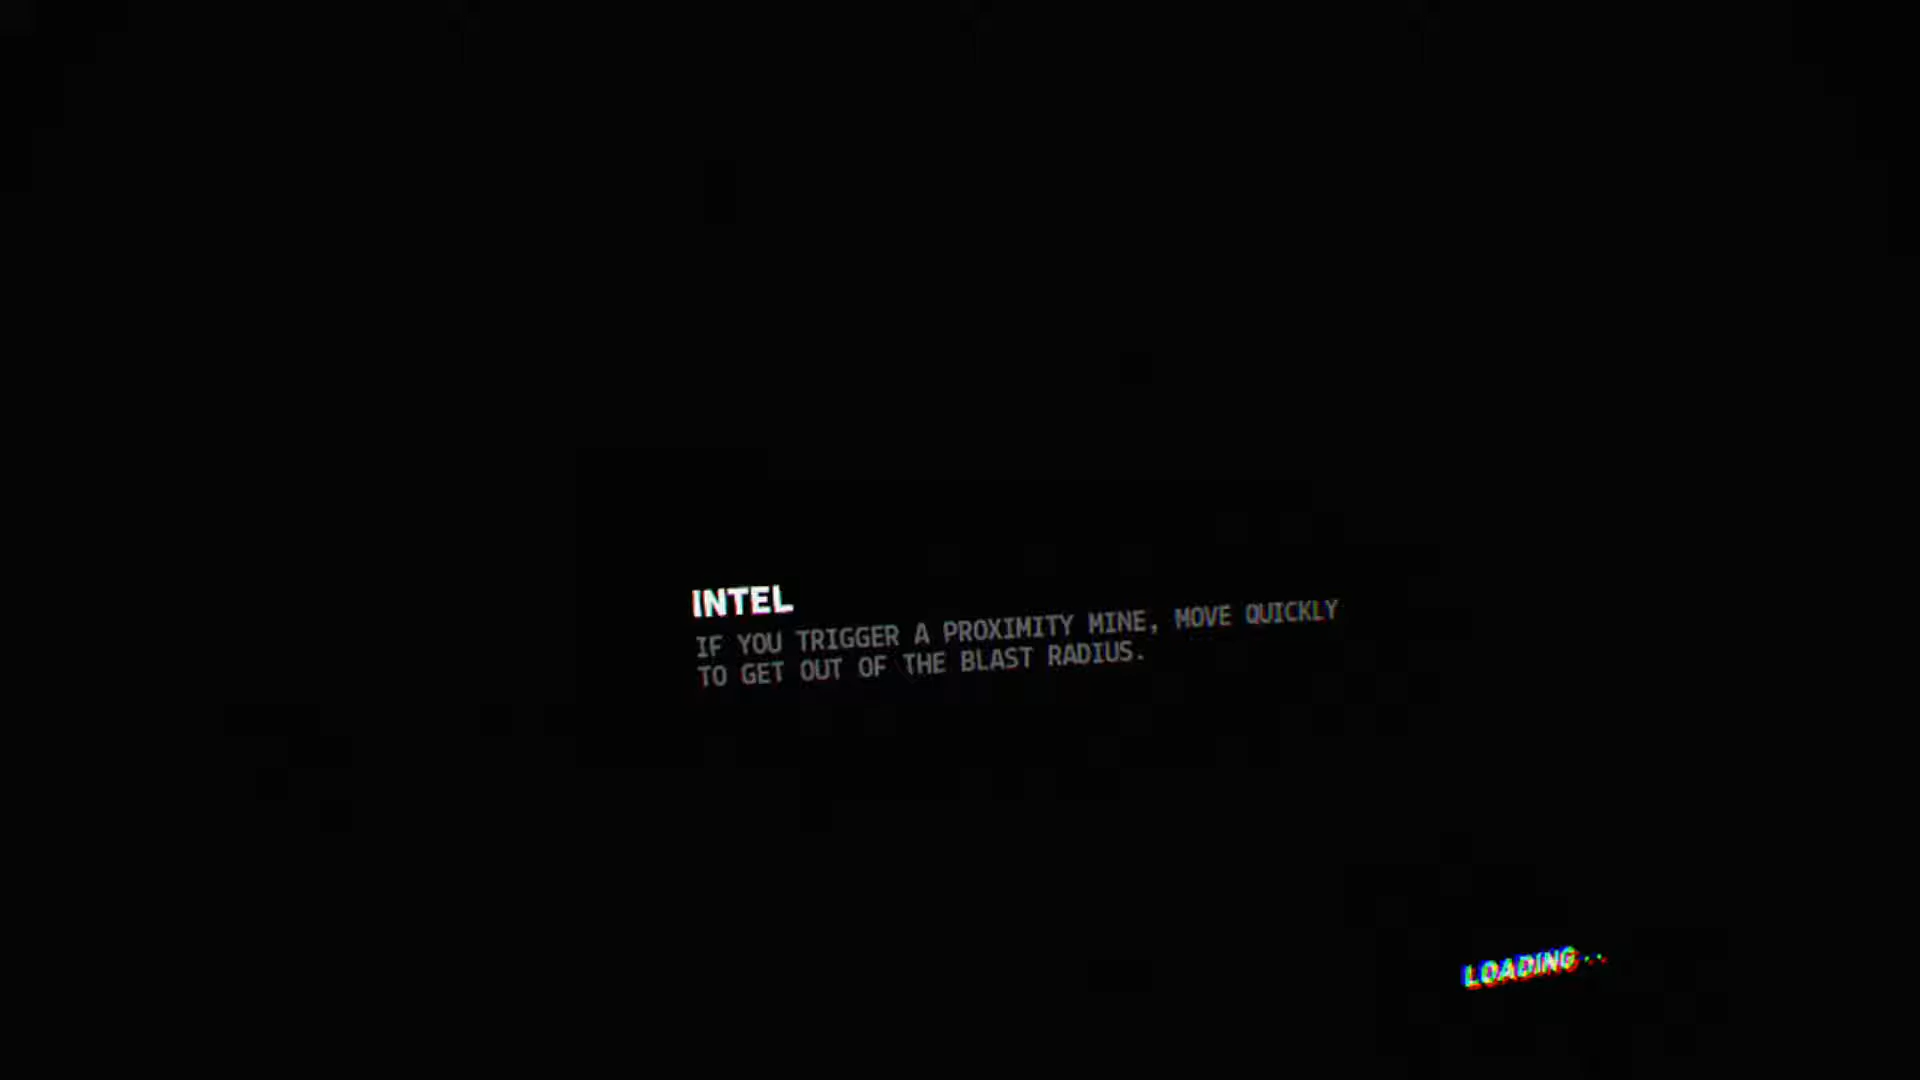 INTEL
IF YOU TRIGGER A PROXIMITY MINE, MOVE QUICKLY
TO GET OUT OF THE BLAST RADIUS.
LOADING..